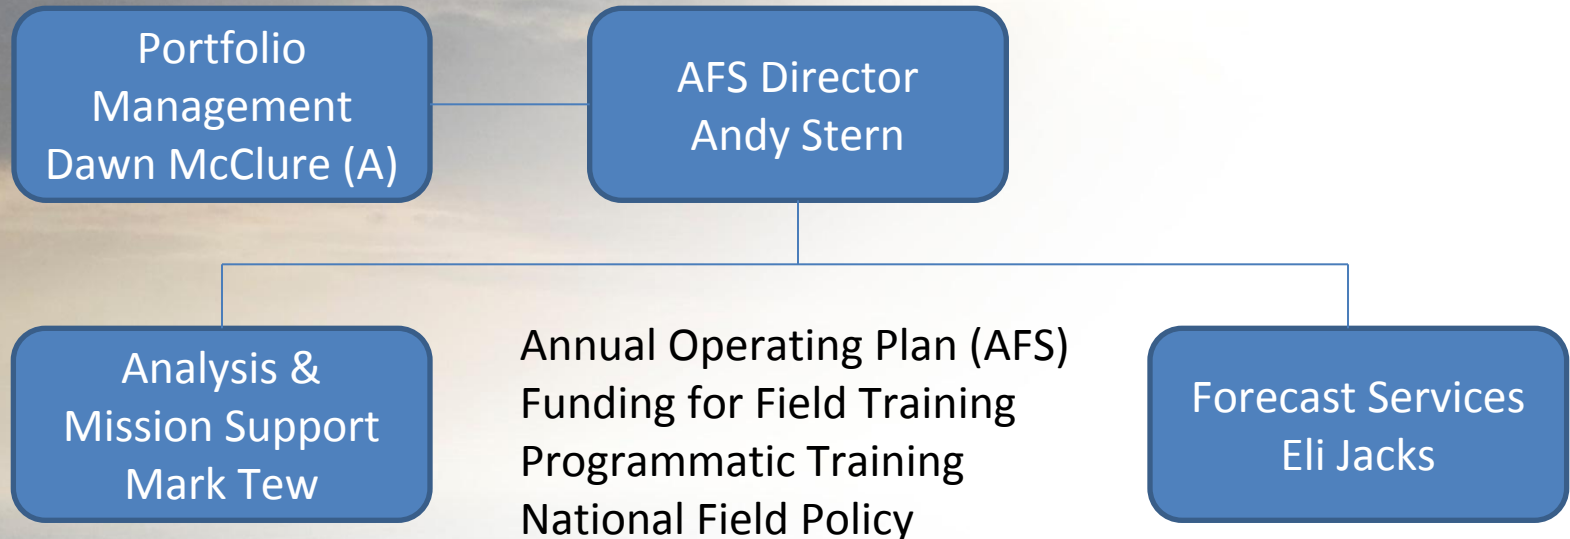 Portfolio
Management
Dawn McClure (A)
AFS Director
Andy Stern
Analysis &
Mission Support
Mark Tew
Annual Operating Plan (AFS)
Funding for Field Training
Programmatic Training
National Field Policy
Forecast Services
Eli Jacks